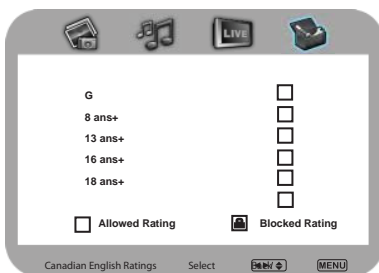 LIVE
G
8 ans+
13 ans+
16 ans+
18 ans+
Allowed Rating Blocked Rating
Canadian English Ratings Select MENU